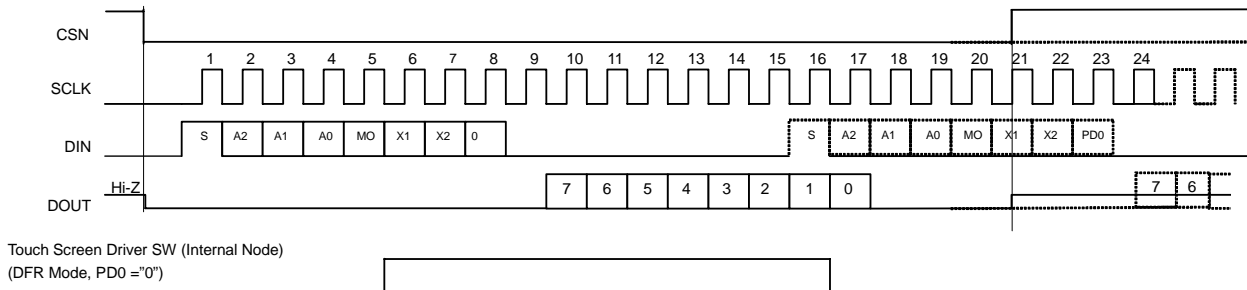 CSN
1 2 3 4 5 6 7 8 9 10 11 12 13 14 15 16 17 18 19 20 21 22 23 24
SCLK
S A2 A1 A0 MO X1 X2 0 S A2 A1 A0 MO X1 X2 PD0
DIN
Hi-Z 7 6 5 4 3 2 1 0 7 6
DOUT
Touch Screen Driver SW (Internal Node)
(DFR Mode, PD0 ="0")